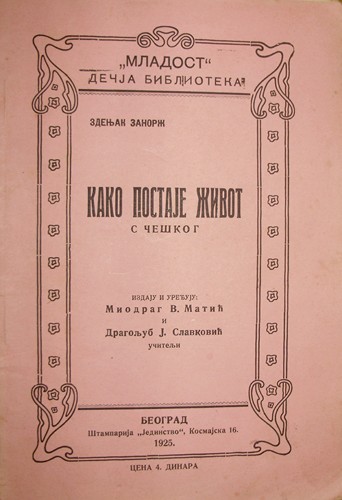 „МЛАДОСТ“
ДЕЧЈА БИБЛИОТЕКА
ЗДЕЊАК ЗАНОРЖ
КАКО ПОСТАЈЕ ЖИВОТ
С ЧЕШКОГ
ИЗДАЈУ И УРЕЂУЈУ:
Миодраг В. Матић
и
Драгољуб Ј. Славковић
учитељи
БЕОГРАД
Штампарија „Јединство“, Космајска 16.
1925.
ЦЕНА 4. ДИНАРА